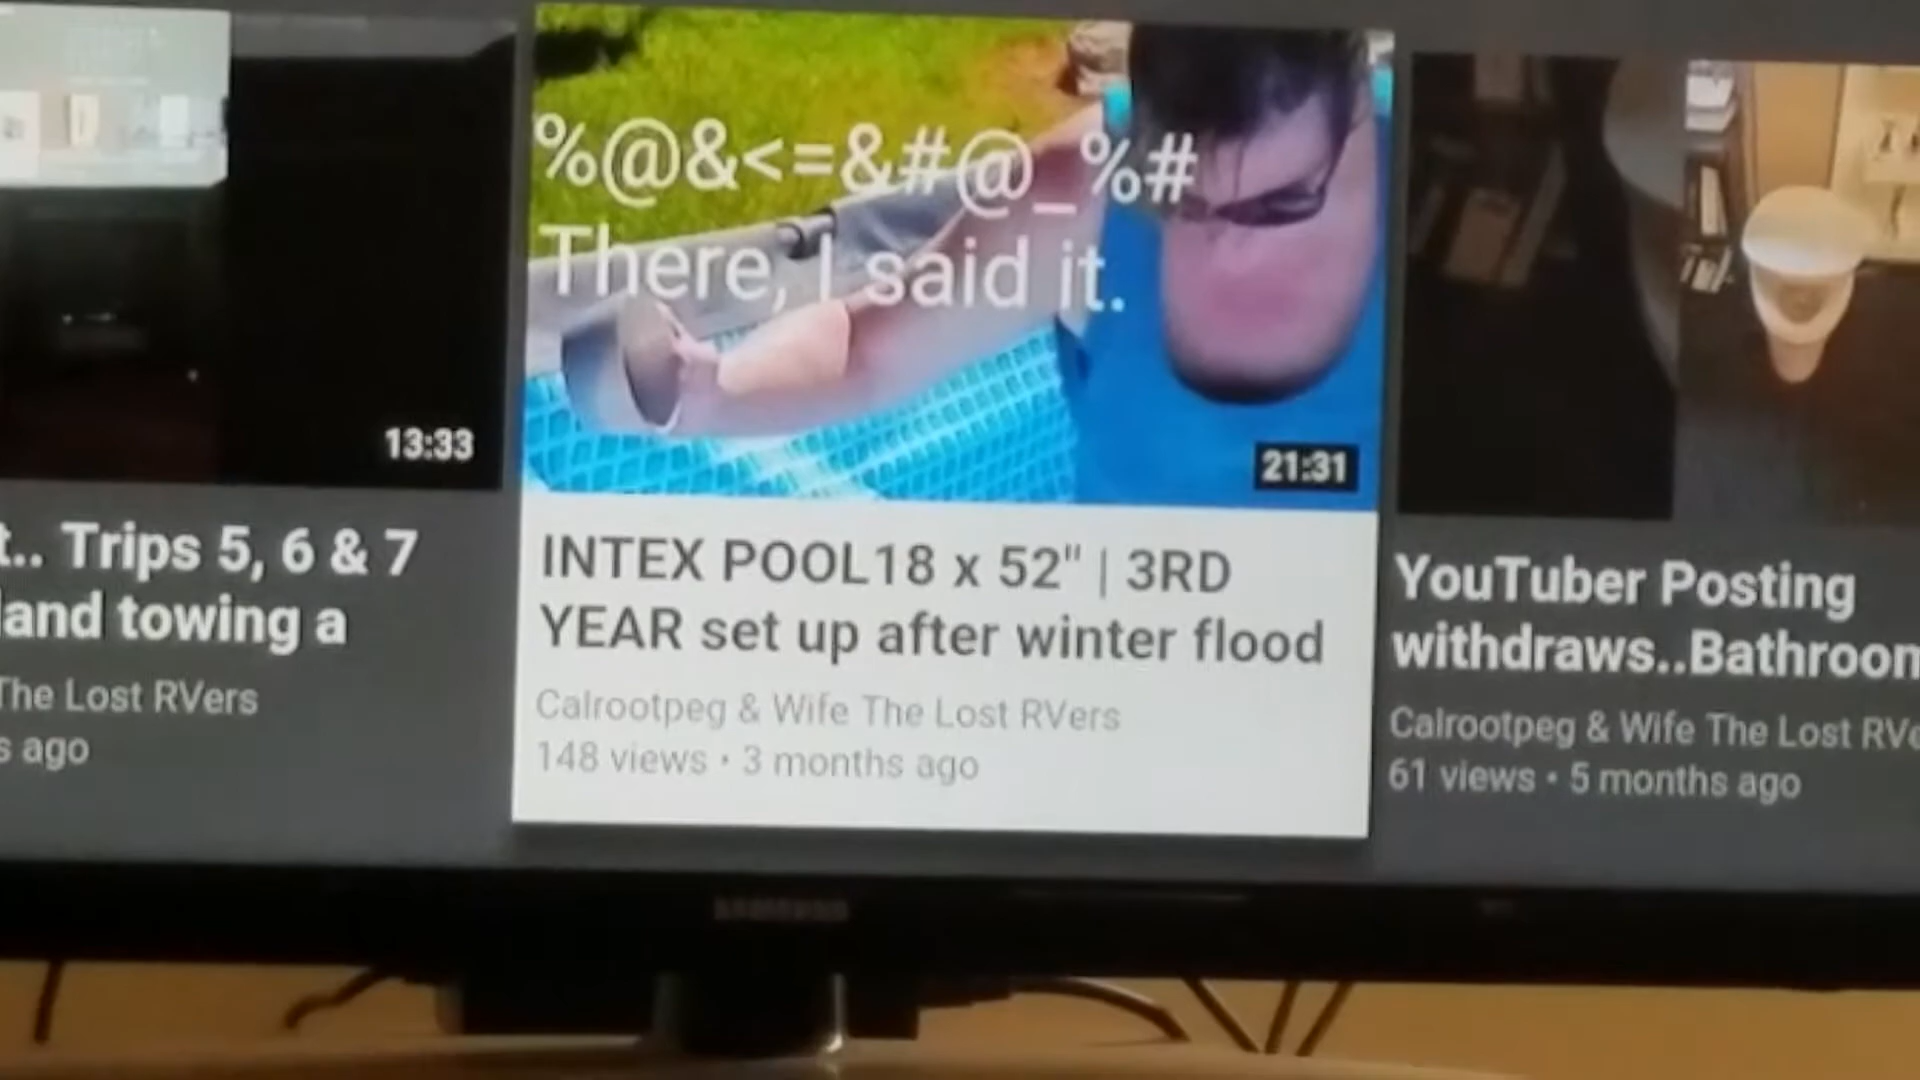 %@&<=&#@_%#
There, I said it.
13:33
21:31
t.. Trips 5, 6 & 7
land towing a
The Lost RVers
s ago
INTEX POOL18 x 52" | 3RD
YEAR set up after winter flood
Calrootpeg & Wife The Lost RVers
148 views • 3 months ago
YouTuber Posting
withdraws..Bathroom
Calrootpeg & Wife The Lost RVe
61 views • 5 months ago
SAMSUNG